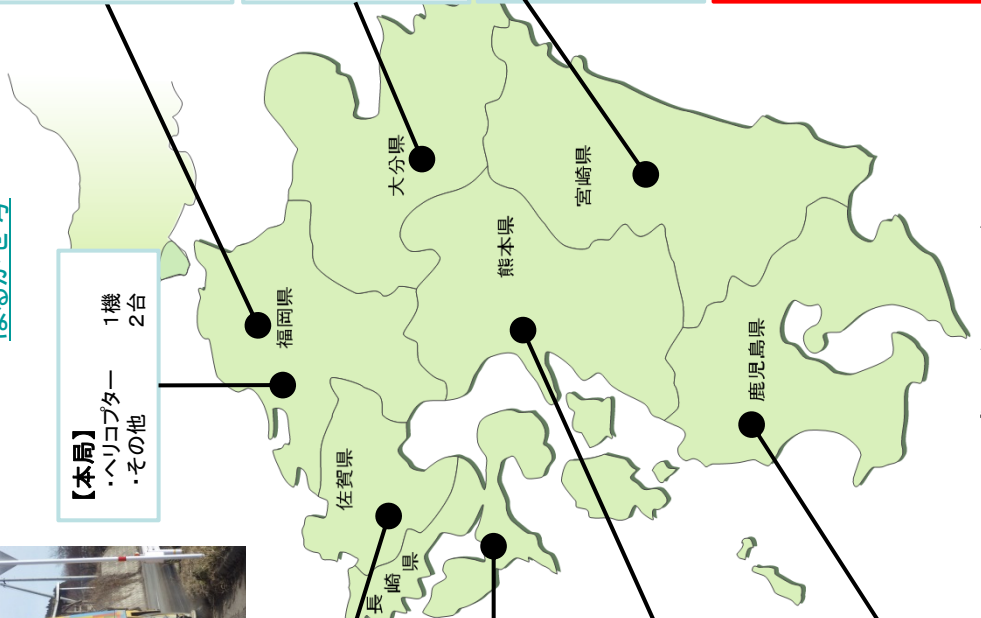 【本局】
・ヘリコプター 1機
・その他 2台
福岡県
佐賀県
長崎県
大分県
熊本県
宮崎県
鹿児島県